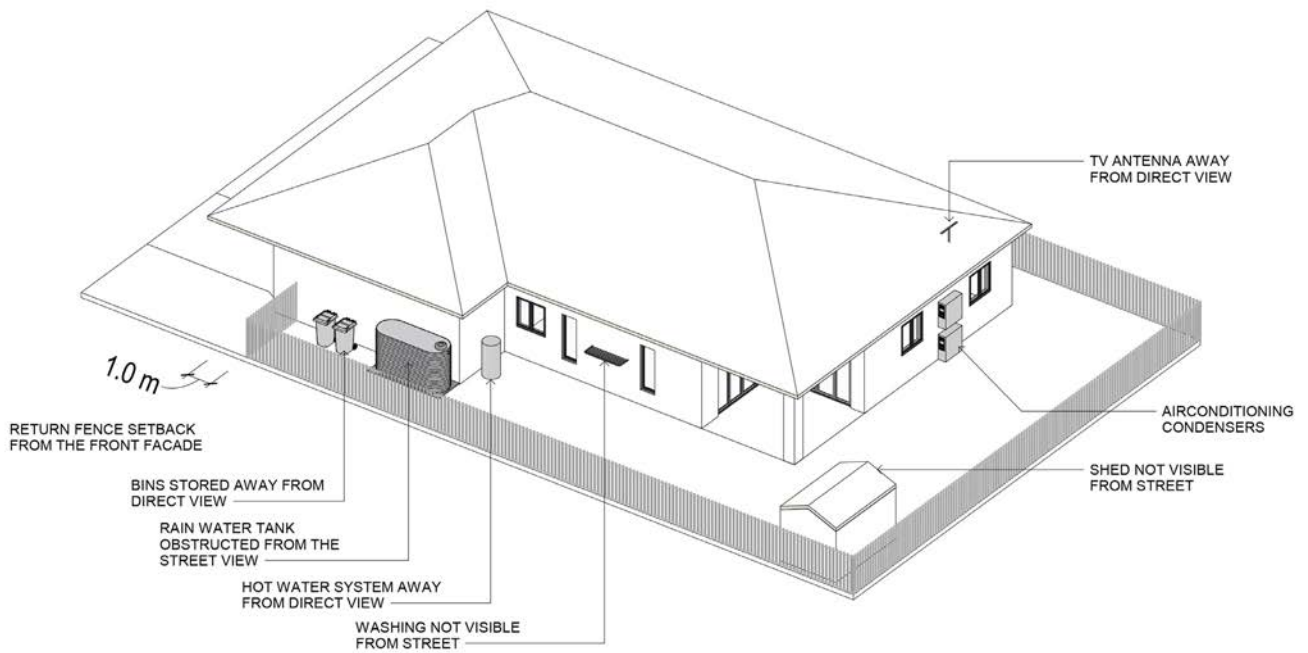 TV ANTENNA AWAY
FROM DIRECT VIEW
1.0 m
RETURN FENCE SETBACK
FROM THE FRONT FACADE
AIRCONDITIONING
CONDENSERS
SHED NOT VISIBLE
FROM STREET
BINS STORED AWAY FROM
DIRECT VIEW
RAIN WATER TANK
OBSTRUCTED FROM THE
STREET VIEW
HOT WATER SYSTEM AWAY
FROM DIRECT VIEW
WASHING NOT VISIBLE
FROM STREET